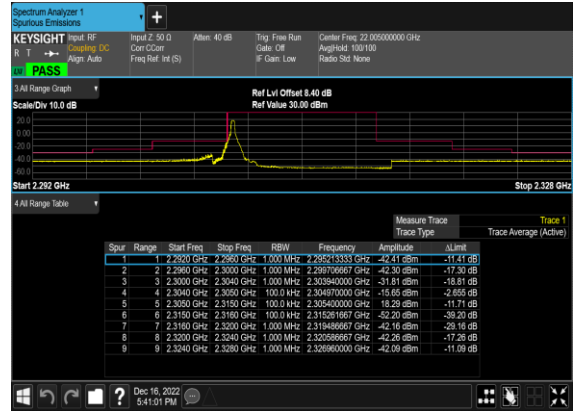 Spectrum Analyzer 1
Spurious Emissions
KEYSIGHT Input: RF Input Z: 50 Ω Atten: 40 dB Trig: Free Run Center Freq: 22.005000000 GHz
R T Coupling: DC Corr CCorr Gate: Off Avg|Hold: 100/100
Align: Auto Freq Ref: Int (S) IF Gain: Low Radio Std: None
PASS
3 All Range Graph
Ref Lvl Offset 8.40 dB
Scale/Div 10.0 dB Ref Value 30.00 dBm
20.0
0.00
-20.0
-40.0
-60.0
Start 2.292 GHz Stop 2.328 GHz
4 All Range Table
Measure Trace Trace 1
Trace Type Trace Average (Active)
Spur Range Start Freq Stop Freq RBW Frequency Amplitude ΔLimit
1 1 2.2920 GHz 2.2960 GHz 1.000 MHz 2.295213333 GHz -42.41 dBm -11.41 dB
2 2 2.2960 GHz 2.3000 GHz 1.000 MHz 2.299706667 GHz -42.30 dBm -17.30 dB
3 3 2.3000 GHz 2.3040 GHz 1.000 MHz 2.303940000 GHz -31.81 dBm -18.81 dB
4 4 2.3040 GHz 2.3050 GHz 100.0 kHz 2.304970000 GHz -15.65 dBm -2.655 dB
5 5 2.3050 GHz 2.3150 GHz 100.0 kHz 2.305400000 GHz 18.29 dBm -11.71 dB
6 6 2.3150 GHz 2.3160 GHz 100.0 kHz 2.315261667 GHz -52.20 dBm -39.20 dB
7 7 2.3160 GHz 2.3200 GHz 1.000 MHz 2.319486667 GHz -42.16 dBm -29.16 dB
8 8 2.3200 GHz 2.3240 GHz 1.000 MHz 2.320586667 GHz -42.26 dBm -17.26 dB
9 9 2.3240 GHz 2.3280 GHz 1.000 MHz 2.326960000 GHz -42.09 dBm -11.09 dB
Dec 16, 2022
5:41:01 PM